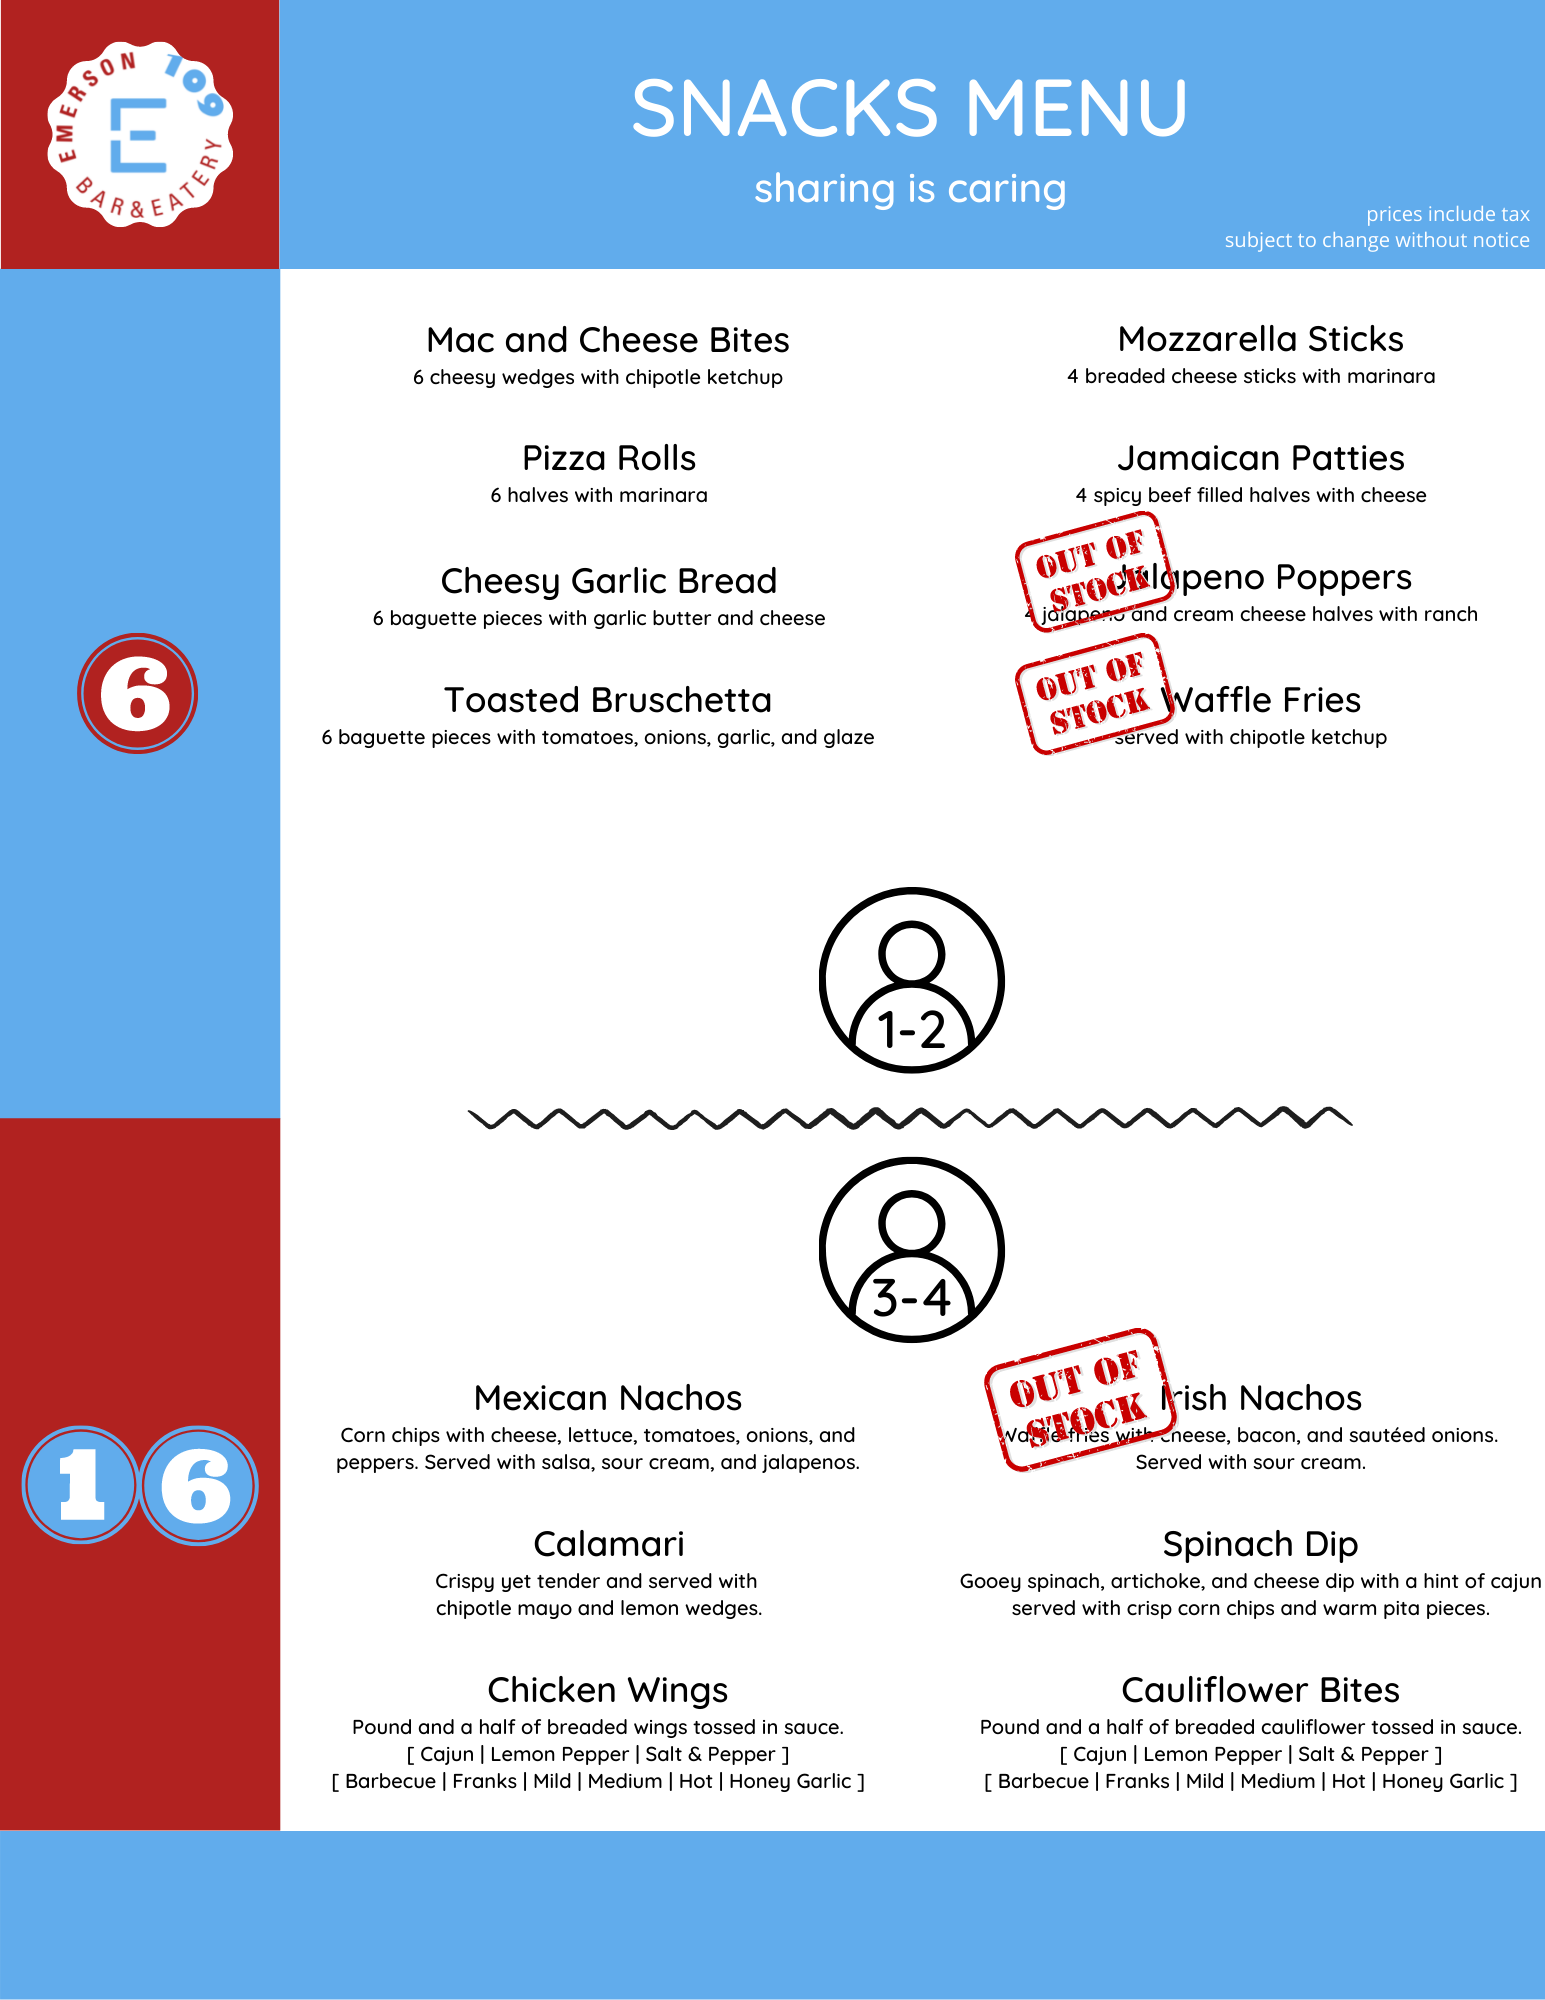 EMERSON 109
E
BAR & EATERY
SNACKS MENU
sharing is caring
prices include tax
subject to change without notice
6
Mac and Cheese Bites
6 cheesy wedges with chipotle ketchup
Mozzarella Sticks
4 breaded cheese sticks with marinara
Pizza Rolls
6 halves with marinara
Jamaican Patties
4 spicy beef filled halves with cheese
Cheesy Garlic Bread
6 baguette pieces with garlic butter and cheese
OUT OF
STOCK
Jalapeno Poppers
4 jalapeno and cream cheese halves with ranch
Toasted Bruschetta
6 baguette pieces with tomatoes, onions, garlic, and glaze
OUT OF
STOCK
Waffle Fries
served with chipotle ketchup
1-2
3-4
16
Mexican Nachos
Corn chips with cheese, lettuce, tomatoes, onions, and
peppers. Served with salsa, sour cream, and jalapenos.
OUT OF
STOCK
Irish Nachos
Waffle fries with cheese, bacon, and sautéed onions.
Served with sour cream.
Calamari
Crispy yet tender and served with
chipotle mayo and lemon wedges.
Spinach Dip
Gooey spinach, artichoke, and cheese dip with a hint of cajun
served with crisp corn chips and warm pita pieces.
Chicken Wings
Pound and a half of breaded wings tossed in sauce.
[ Cajun | Lemon Pepper | Salt & Pepper ]
[ Barbecue | Franks | Mild | Medium | Hot | Honey Garlic ]
Cauliflower Bites
Pound and a half of breaded cauliflower tossed in sauce.
[ Cajun | Lemon Pepper | Salt & Pepper ]
[ Barbecue | Franks | Mild | Medium | Hot | Honey Garlic ]